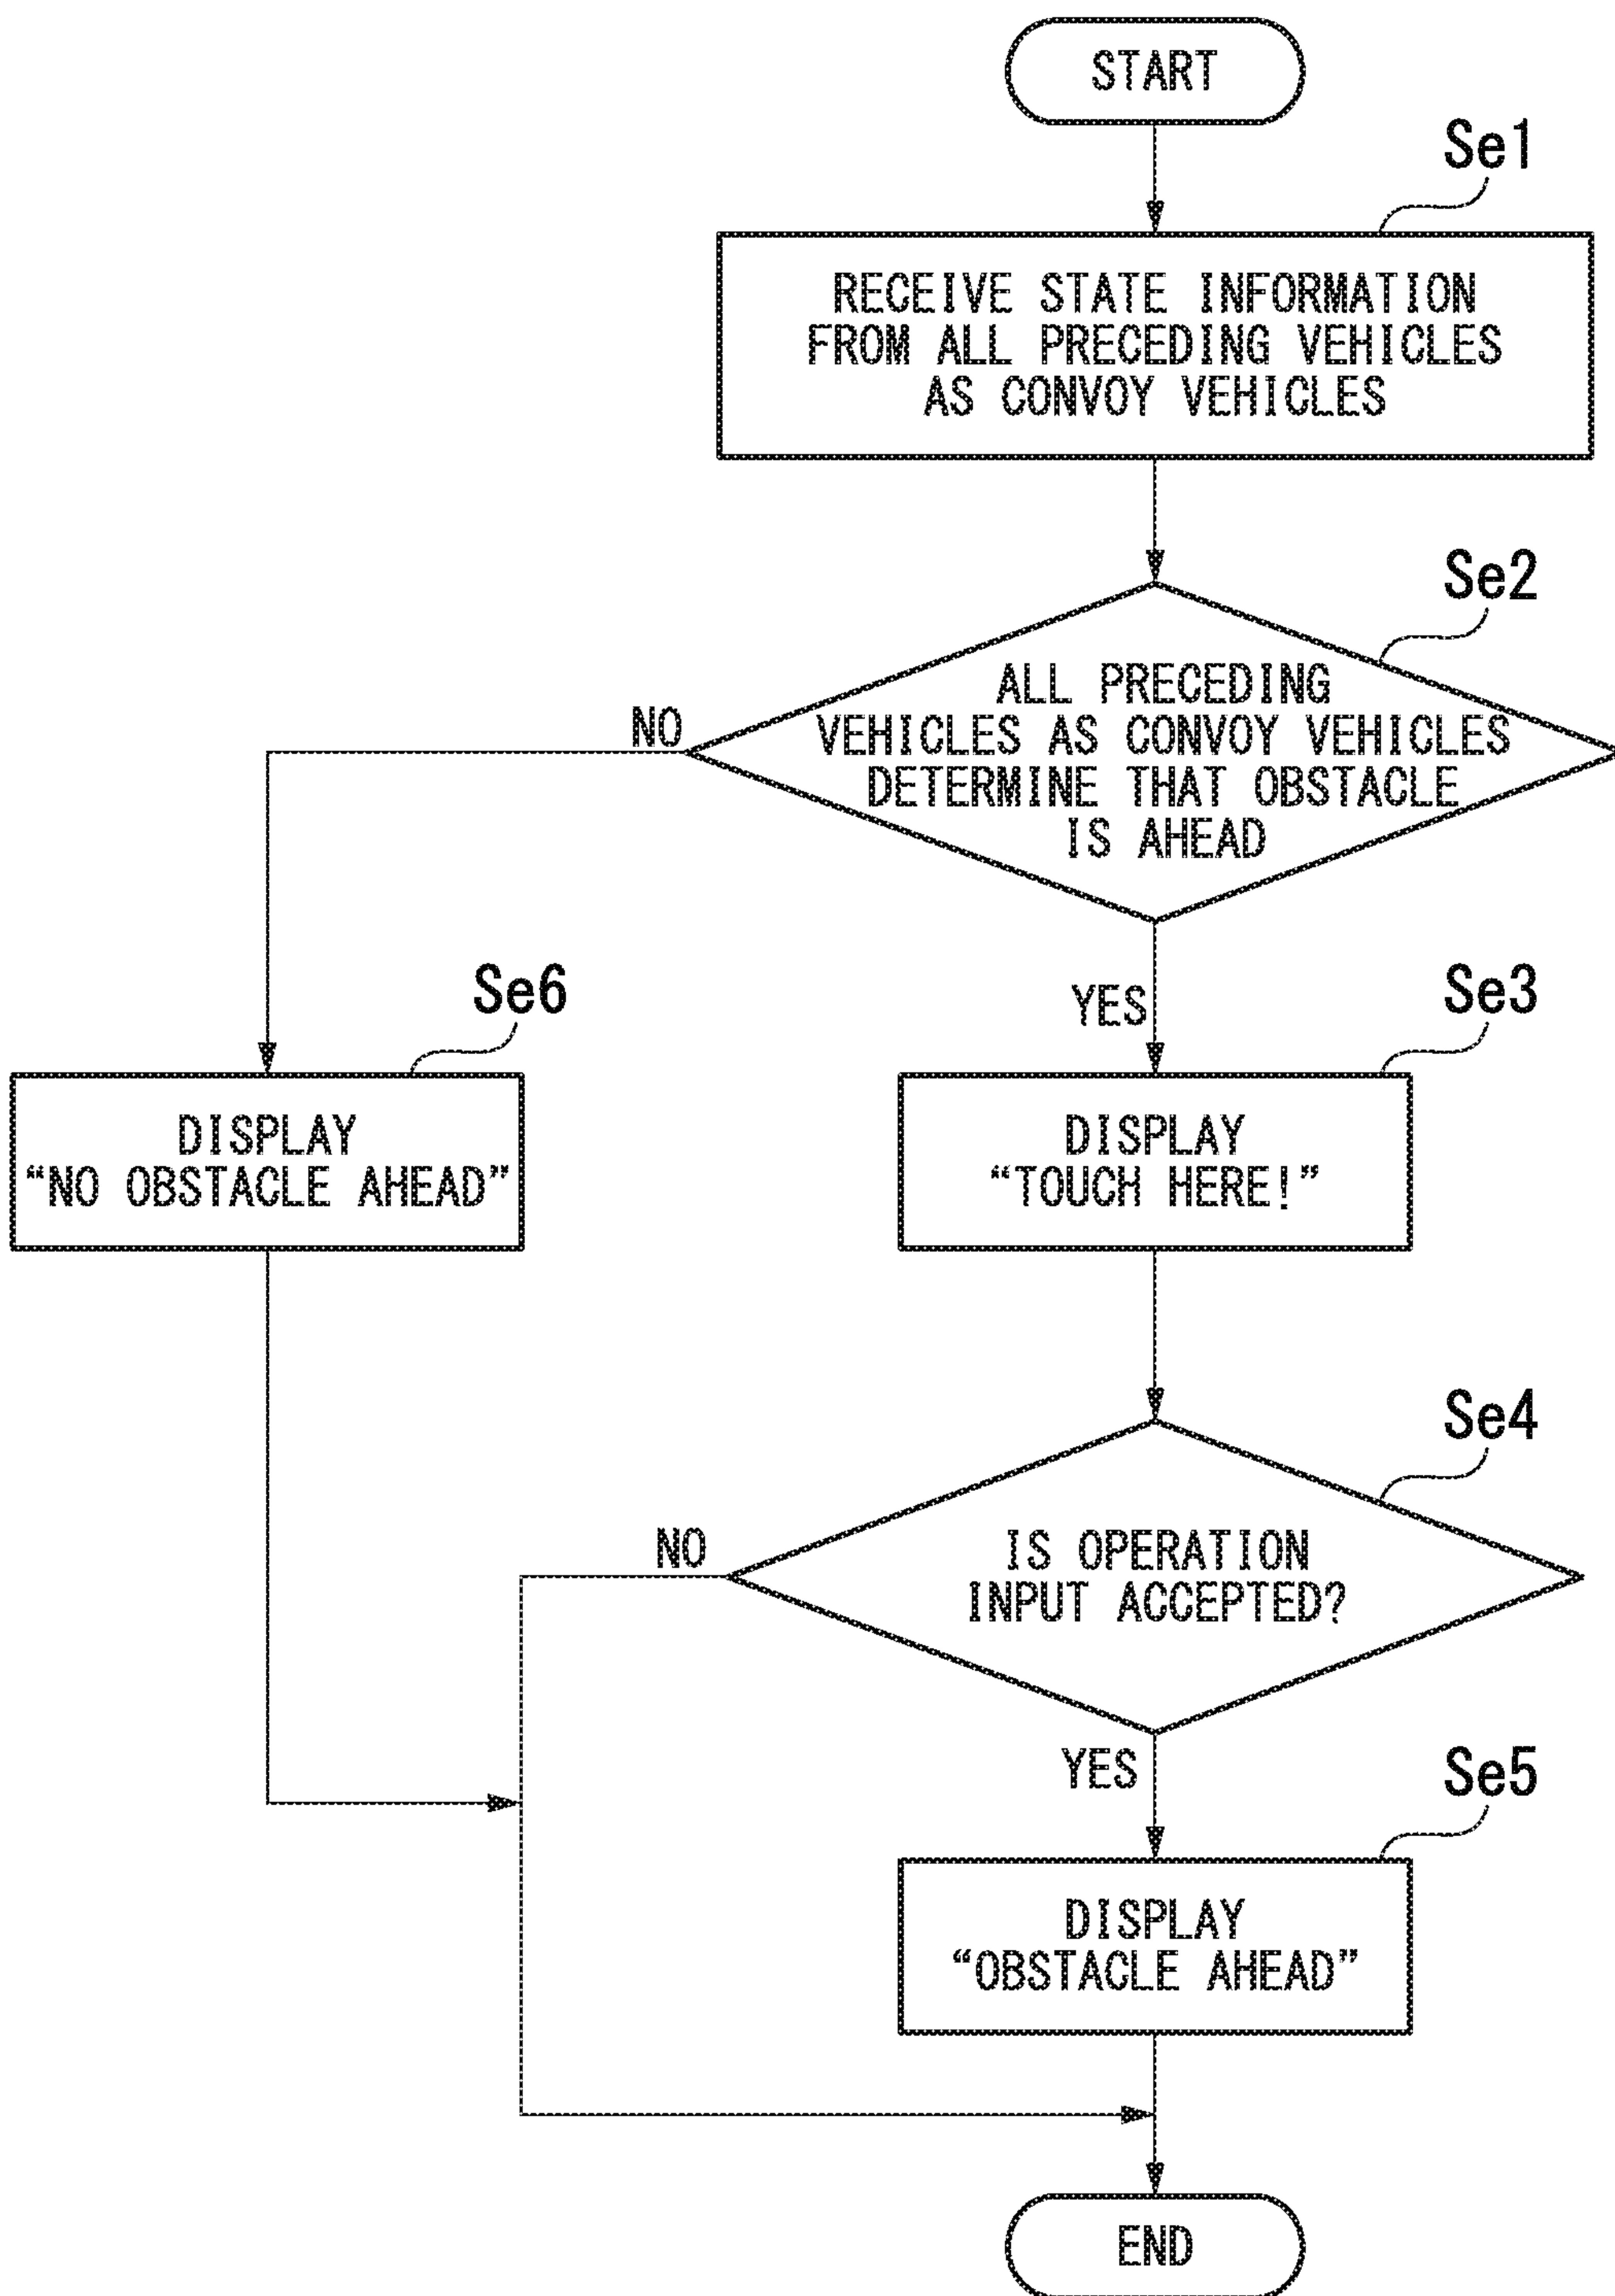 START
Se1
RECEIVE STATE INFORMATION
FROM ALL PRECEDING VEHICLES
AS CONVOY VEHICLES
Se2
ALL PRECEDING
VEHICLES AS CONVOY VEHICLES
DETERMINE THAT OBSTACLE
IS AHEAD
NO
YES
Se6
DISPLAY
“NO OBSTACLE AHEAD”
Se3
DISPLAY
“TOUCH HERE!”
Se4
IS OPERATION
INPUT ACCEPTED?
NO
YES
Se5
DISPLAY
“OBSTACLE AHEAD”
END